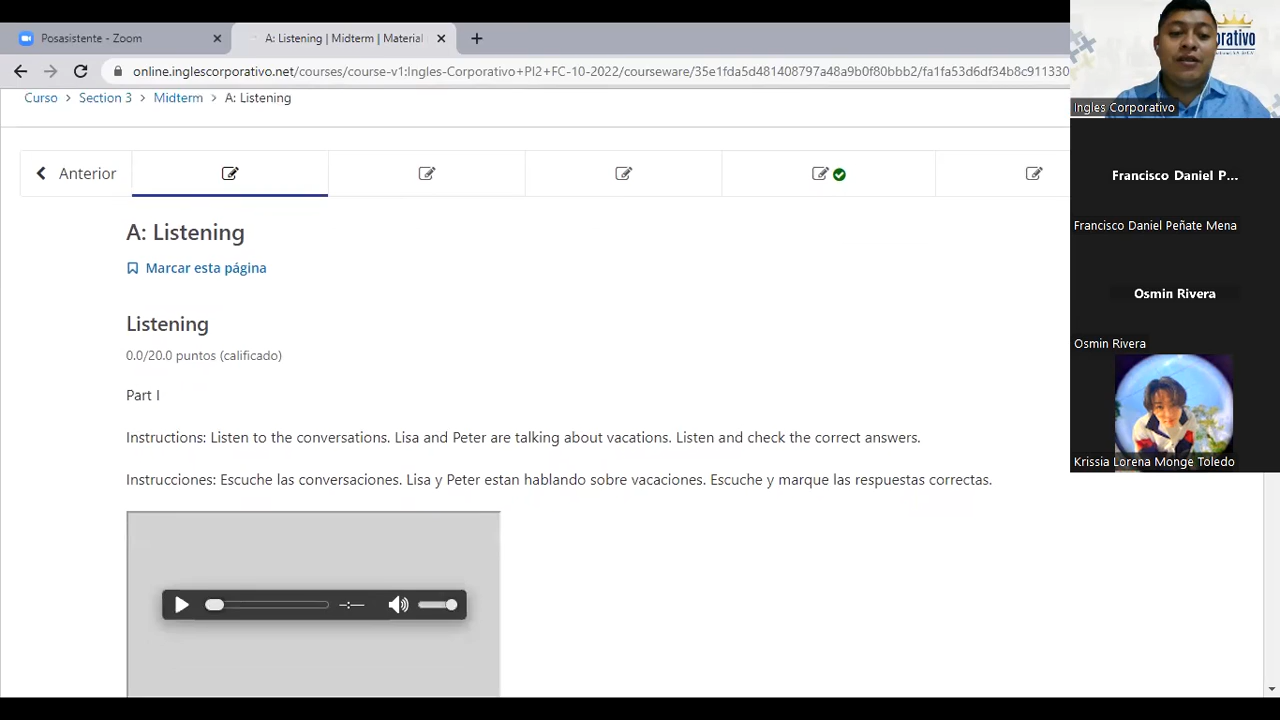 Posasistente - Zoom
A: Listening | Midterm | Material
online.inglescorporativo.net/courses/course-v1:Ingles-Corporativo+PI2+FC-10-2022/courseware/35e1fda5d481408797a48a9b0f80bbb2/fa1fa53d6df34b8c911330
Curso > Section 3 > Midterm > A: Listening
Anterior
A: Listening
Marcar esta página
Listening
0.0/20.0 puntos (calificado)
Part I
Instructions: Listen to the conversations. Lisa and Peter are talking about vacations. Listen and check the correct answers.
Instrucciones: Escuche las conversaciones. Lisa y Peter estan hablando sobre vacaciones. Escuche y marque las respuestas correctas.
-:--
Ingles Corporativo
Francisco Daniel P...
Francisco Daniel Peñate Mena
Osmin Rivera
Osmin Rivera
Krissia Lorena Monge Toledo